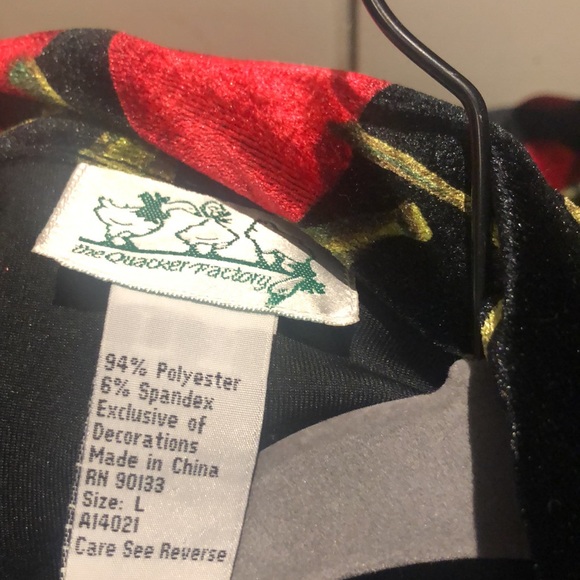 the Quacker Factory
94% Polyester
6% Spandex
Exclusive of
Decorations
Made in China
RN 90133
Size: L
A14021
Care See Reverse